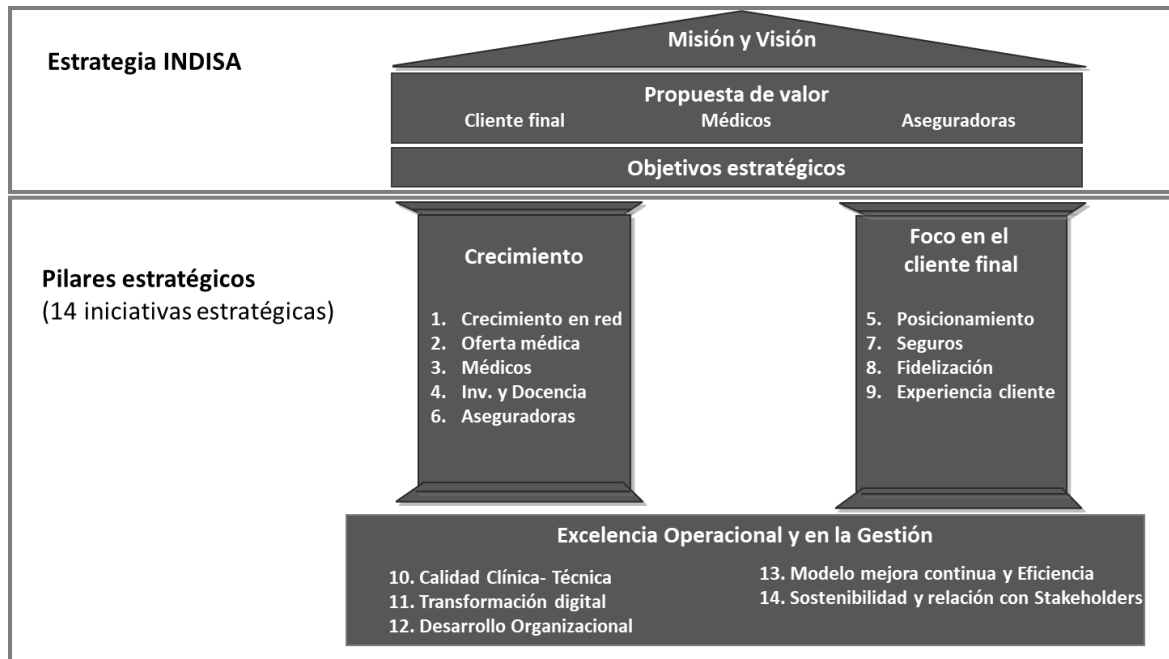 Estrategia INDISA
Misión y Visión
Propuesta de valor
Cliente final Médicos Aseguradoras
Objetivos estratégicos
Pilares estratégicos
(14 iniciativas estratégicas)
Crecimiento
1. Crecimiento en red
2. Oferta médica
3. Médicos
4. Inv. y Docencia
6. Aseguradoras
Foco en el
cliente final
5. Posicionamiento
7. Seguros
8. Fidelización
9. Experiencia cliente
Excelencia Operacional y en la Gestión
10. Calidad Clínica- Técnica
11. Transformación digital
12. Desarrollo Organizacional
13. Modelo mejora continua y Eficiencia
14. Sostenibilidad y relación con Stakeholders